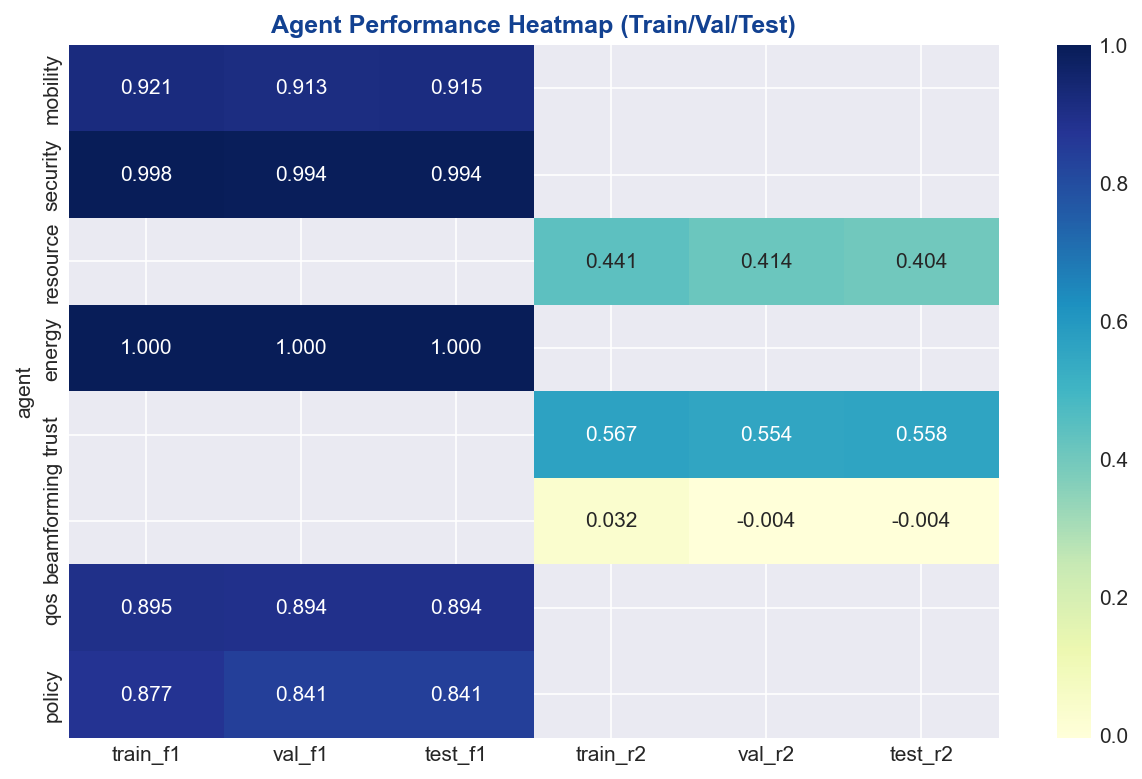 Agent Performance Heatmap (Train/Val/Test)
agent
mobility 0.921 0.913 0.915
security 0.998 0.994 0.994
resource 0.441 0.414 0.404
energy 1.000 1.000 1.000
trust 0.567 0.554 0.558
beamforming 0.032 -0.004 -0.004
qos 0.895 0.894 0.894
policy 0.877 0.841 0.841
train_f1 val_f1 test_f1 train_r2 val_r2 test_r2
1.0
0.8
0.6
0.4
0.2
0.0